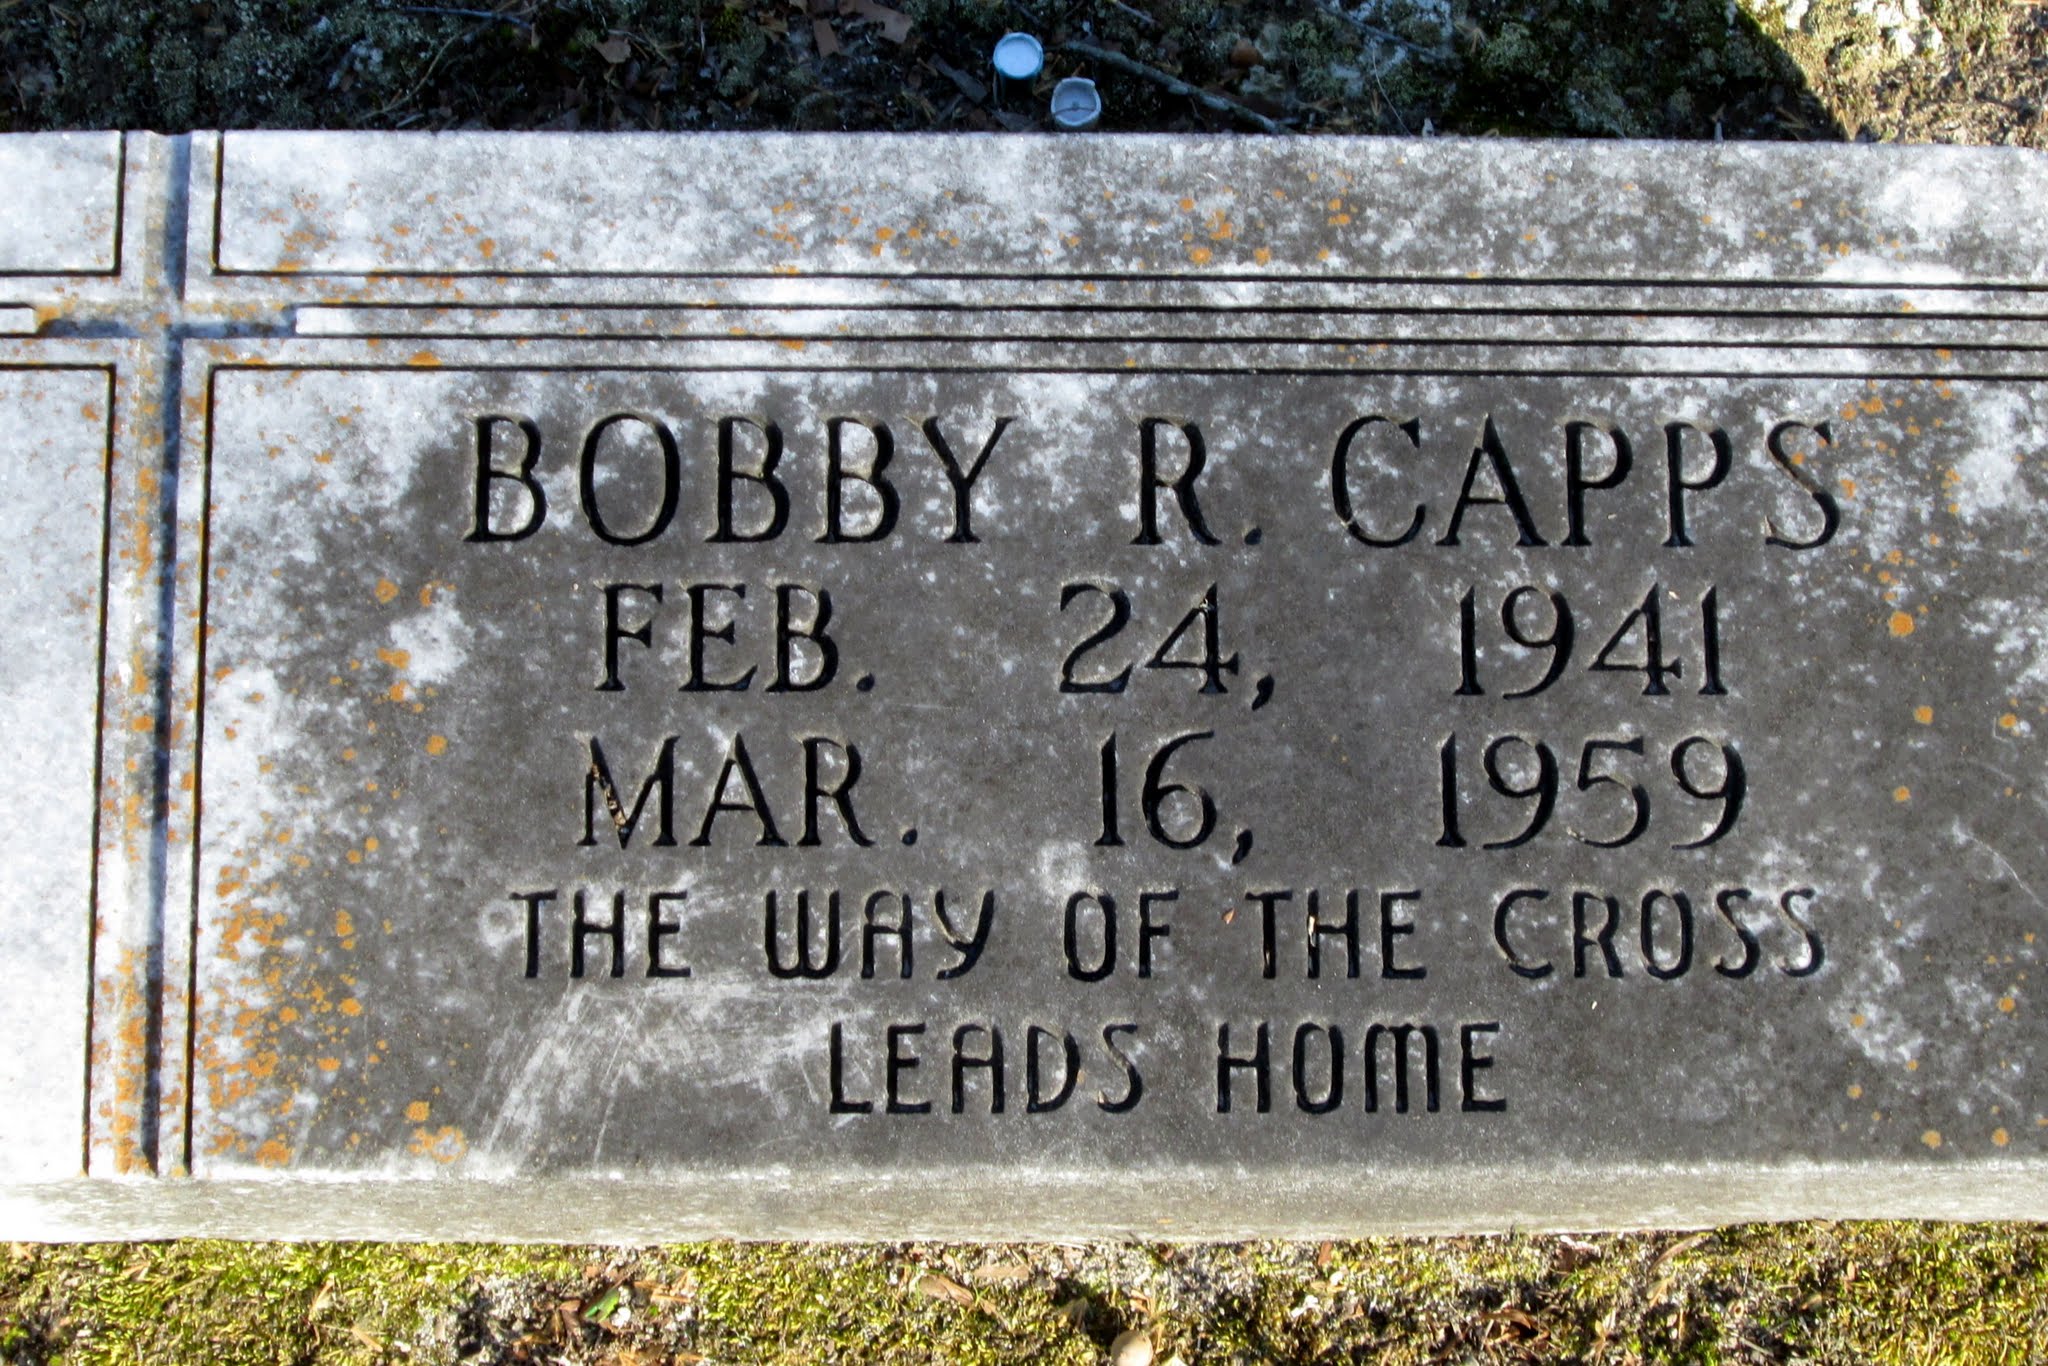 BOBBY R. CAPPS
FEB. 24, 1941
MAR. 16, 1959
THE WAY OF THE CROSS
LEADS HOME